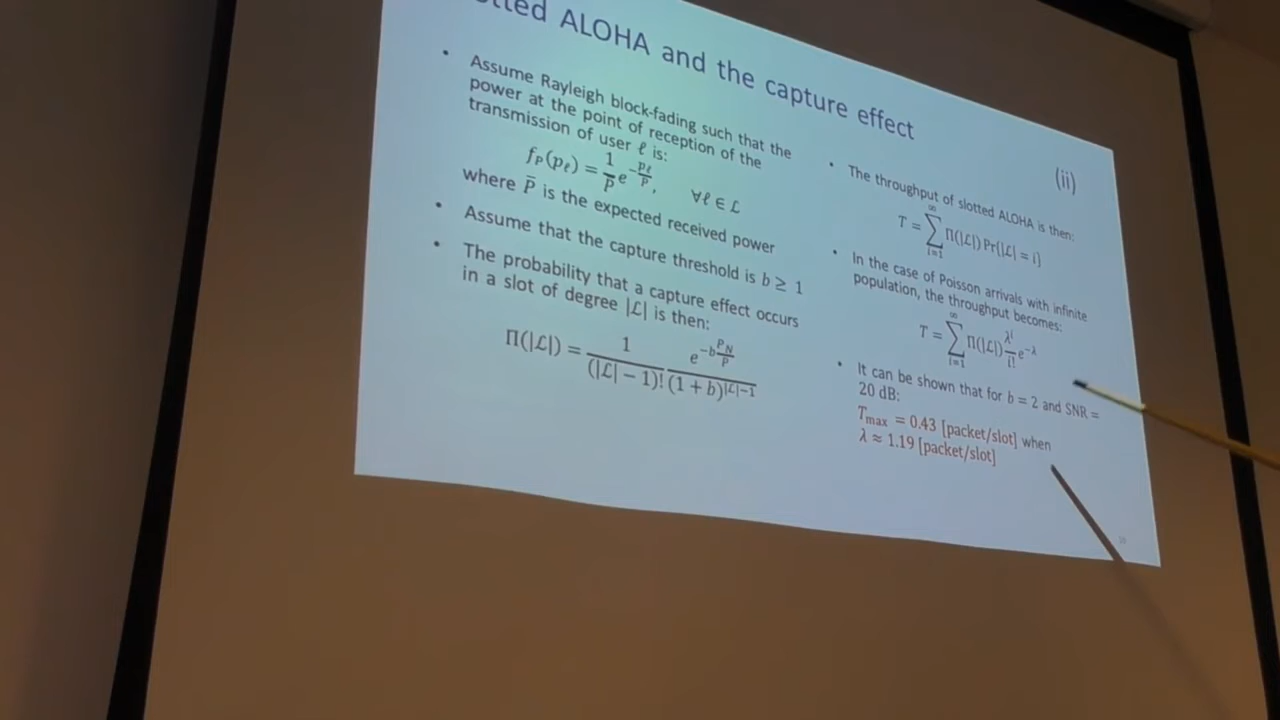 ALOHA and the capture effect
(ii)
• Assume Rayleigh block-fading such that the
power at the point of reception of the
transmission of user ℓ is:
f_P(p_ℓ) = 1/P̄ e^{-p_ℓ/P̄}, ∀ℓ ∈ ℒ
where P̄ is the expected received power
• Assume that the capture threshold is b ≥ 1
• The probability that a capture effect occurs
in a slot of degree |ℒ| is then:
Π(|ℒ|) = 1/(|ℒ| − 1)! e^{-b P_N/P̄}/(1 + b)^{|ℒ|−1}
• The throughput of slotted ALOHA is then:
T = ∑_{i=1}^{∞} Π(|ℒ|) Pr{|ℒ| = i}
• In the case of Poisson arrivals with infinite
population, the throughput becomes:
T = ∑_{i=1}^{∞} Π(|ℒ|) λ^i/i! e^{−λ}
• It can be shown that for b = 2 and SNR =
20 dB:
T_max = 0.43 [packet/slot] when
λ ≈ 1.19 [packet/slot]